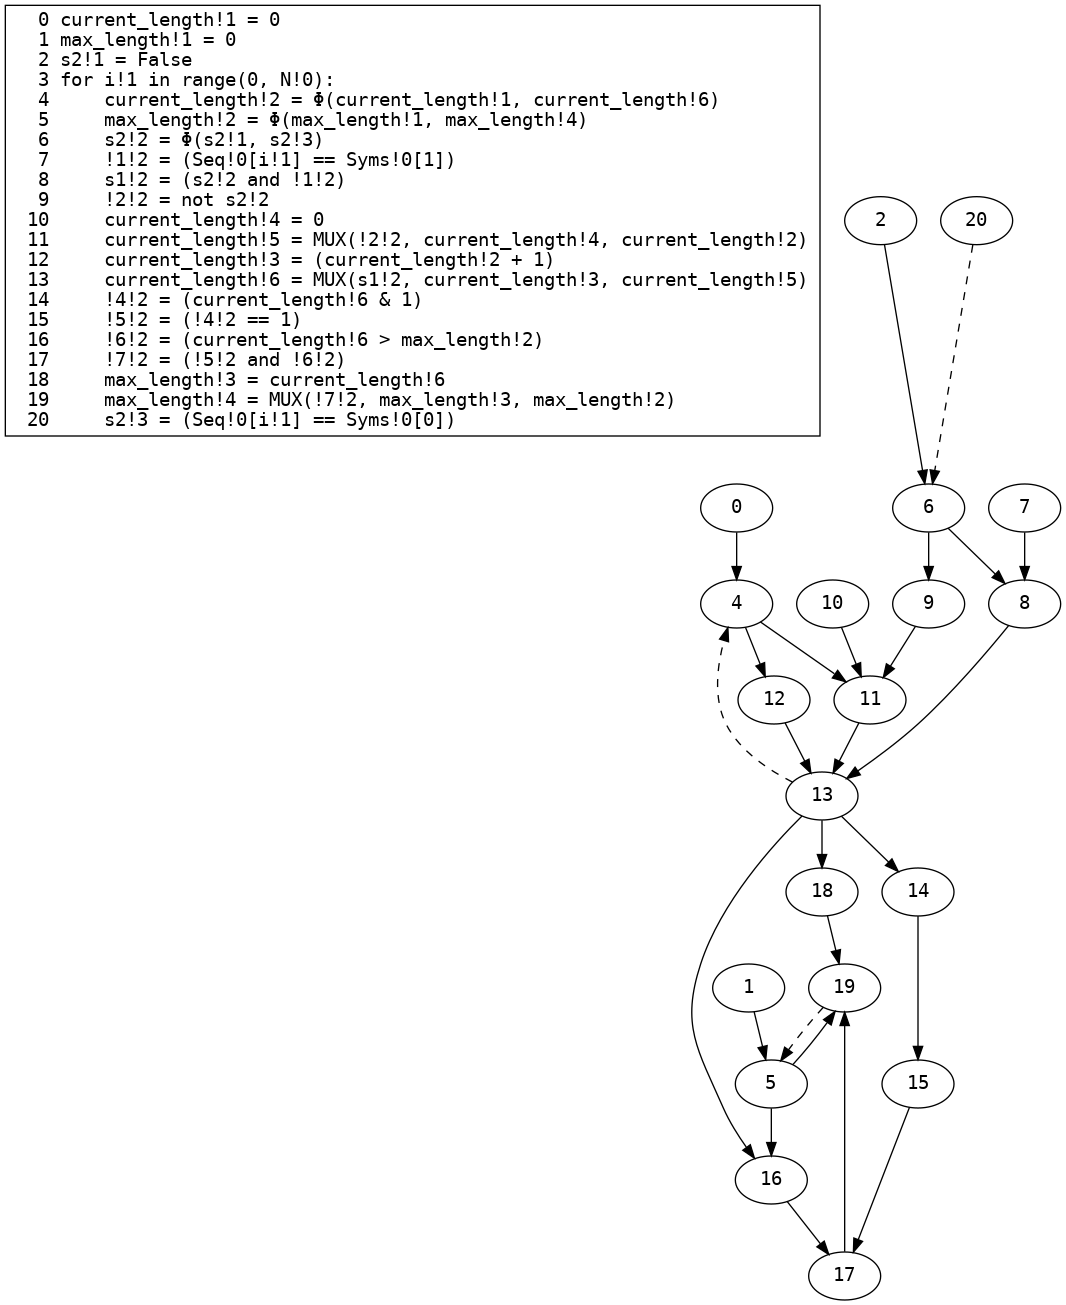 0 current_length!1 = 0
1 max_length!1 = 0
2 s2!1 = False
3 for i!1 in range(0, N!0):
4     current_length!2 = Φ(current_length!1, current_length!6)
5     max_length!2 = Φ(max_length!1, max_length!4)
6     s2!2 = Φ(s2!1, s2!3)
7     !1!2 = (Seq!0[i!1] == Syms!0[1])
8     s1!2 = (s2!2 and !1!2)
9     !2!2 = not s2!2
10     current_length!4 = 0
11     current_length!5 = MUX(!2!2, current_length!4, current_length!2)
12     current_length!3 = (current_length!2 + 1)
13     current_length!6 = MUX(s1!2, current_length!3, current_length!5)
14     !4!2 = (current_length!6 & 1)
15     !5!2 = (!4!2 == 1)
16     !6!2 = (current_length!6 > max_length!2)
17     !7!2 = (!5!2 and !6!2)
18     max_length!3 = current_length!6
19     max_length!4 = MUX(!7!2, max_length!3, max_length!2)
20     s2!3 = (Seq!0[i!1] == Syms!0[0])
2 20
0 6 7
4 10 9 8
12 11
13
18 14
1 19
5 15
16
17